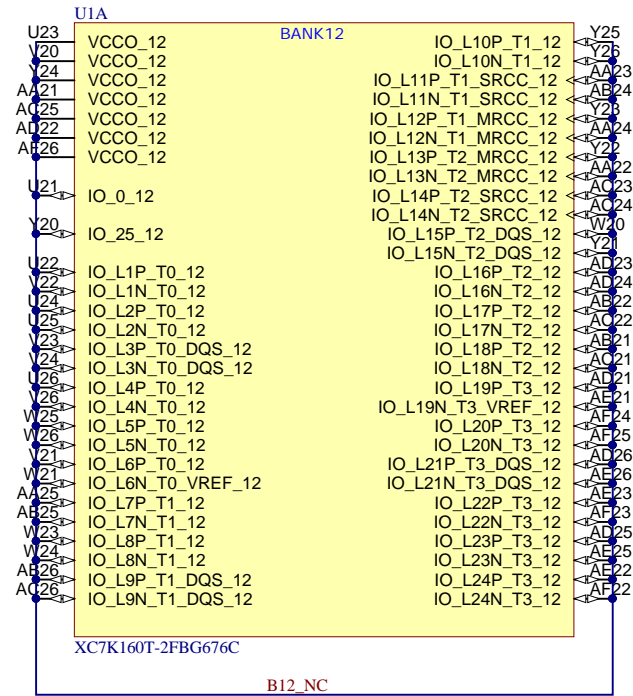 U1A
BANK12
U23 VCCO_12 IO_L10P_T1_12 Y25
V20 VCCO_12 IO_L10N_T1_12 Y26
Y24 VCCO_12 IO_L11P_T1_SRCC_12 AA23
AA21 VCCO_12 IO_L11N_T1_SRCC_12 AB24
AC25 VCCO_12 IO_L12P_T1_MRCC_12 Y23
AD22 VCCO_12 IO_L12N_T1_MRCC_12 AA24
AF26 VCCO_12 IO_L13P_T2_MRCC_12 Y22
IO_L13N_T2_MRCC_12 AA22
U21 IO_0_12 IO_L14P_T2_SRCC_12 AC23
IO_L14N_T2_SRCC_12 AC24
Y20 IO_25_12 IO_L15P_T2_DQS_12 W20
IO_L15N_T2_DQS_12 Y21
U22 IO_L1P_T0_12 IO_L16P_T2_12 AD23
V22 IO_L1N_T0_12 IO_L16N_T2_12 AD24
U24 IO_L2P_T0_12 IO_L17P_T2_12 AB22
U25 IO_L2N_T0_12 IO_L17N_T2_12 AC22
V23 IO_L3P_T0_DQS_12 IO_L18P_T2_12 AB21
V24 IO_L3N_T0_DQS_12 IO_L18N_T2_12 AC21
U26 IO_L4P_T0_12 IO_L19P_T3_12 AD21
V26 IO_L4N_T0_12 IO_L19N_T3_VREF_12 AE21
W25 IO_L5P_T0_12 IO_L20P_T3_12 AF24
W26 IO_L5N_T0_12 IO_L20N_T3_12 AF25
V21 IO_L6P_T0_12 IO_L21P_T3_DQS_12 AD26
W21 IO_L6N_T0_VREF_12 IO_L21N_T3_DQS_12 AE26
AA25 IO_L7P_T1_12 IO_L22P_T3_12 AE23
AB25 IO_L7N_T1_12 IO_L22N_T3_12 AF23
W23 IO_L8P_T1_12 IO_L23P_T3_12 AD25
W24 IO_L8N_T1_12 IO_L23N_T3_12 AE25
AB26 IO_L9P_T1_DQS_12 IO_L24P_T3_12 AE22
AC26 IO_L9N_T1_DQS_12 IO_L24N_T3_12 AF22
XC7K160T-2FBG676C
B12_NC